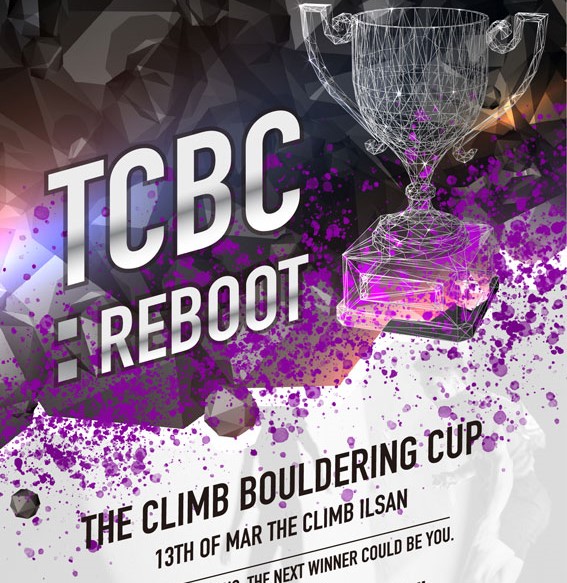 TCBC
: REBOOT
THE CLIMB BOULDERING CUP
13TH OF MAR THE CLIMB ILSAN
THE NEXT WINNER COULD BE YOU.